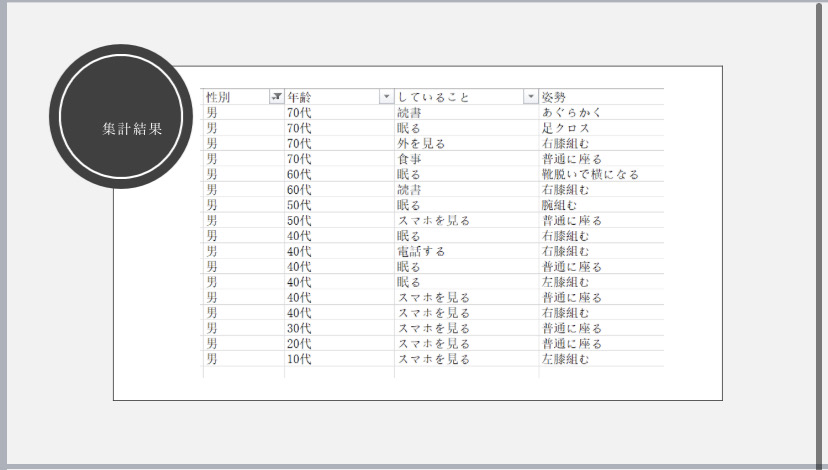 集計結果
性別 年齢 していること 姿勢
男 70代 読書 あぐらかく
男 70代 眠る 足クロス
男 70代 外を見る 右膝組む
男 70代 食事 普通に座る
男 60代 眠る 靴脱いで横になる
男 60代 読書 右膝組む
男 50代 眠る 腕組む
男 50代 スマホを見る 普通に座る
男 40代 眠る 右膝組む
男 40代 電話する 右膝組む
男 40代 眠る 普通に座る
男 40代 眠る 左膝組む
男 40代 スマホを見る 普通に座る
男 40代 スマホを見る 右膝組む
男 30代 スマホを見る 普通に座る
男 20代 スマホを見る 普通に座る
男 10代 スマホを見る 左膝組む